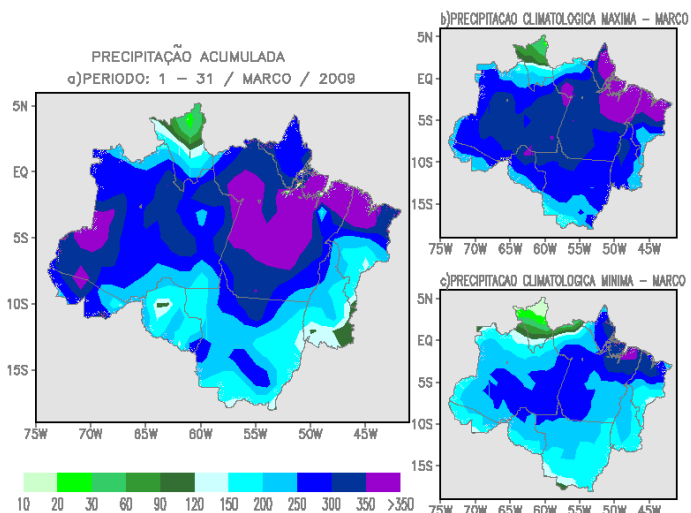 PRECIPITAÇÃO ACUMULADA
a)PERIODO: 1 – 31 / MARCO / 2009
5N
EQ
5S
10S
15S
75W 70W 65W 60W 55W 50W 45W
10 20 30 60 90 120 150 200 250 300 350 >350
b)PRECIPITACAO CLIMATOLOGICA MAXIMA – MARCO
5N
EQ
5S
10S
15S
75W 70W 65W 60W 55W 50W 45W
c)PRECIPITACAO CLIMATOLOGICA MINIMA – MARCO
5N
EQ
5S
10S
15S
75W 70W 65W 60W 55W 50W 45W